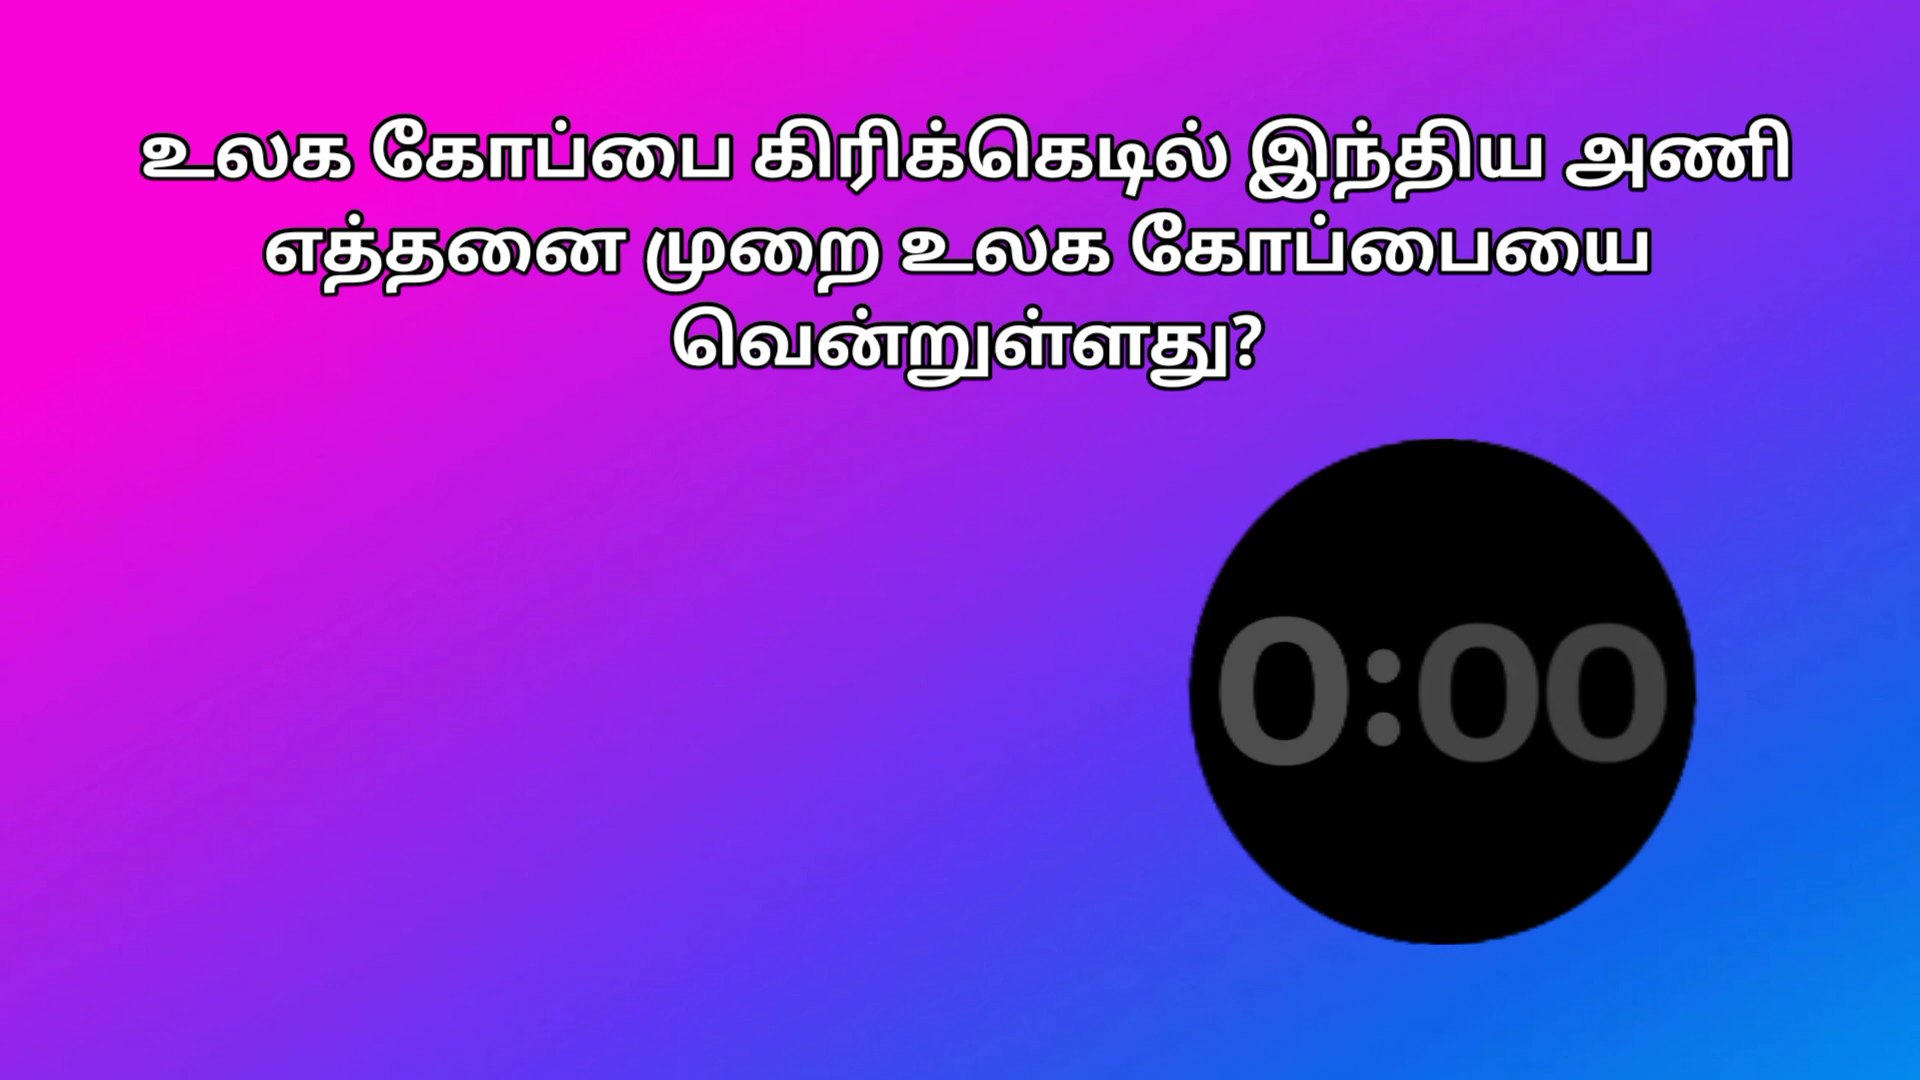 உலக கோப்பை கிரிக்கெடில் இந்திய அணி
எத்தனை முறை உலக கோப்பையை
வென்றுள்ளது?
0:00